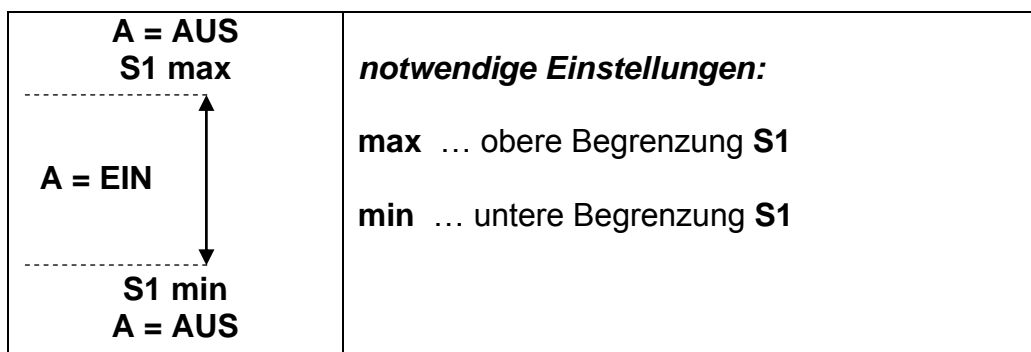 A = AUS
S1 max
A = EIN
S1 min
A = AUS
notwendige Einstellungen:
max … obere Begrenzung S1
min … untere Begrenzung S1